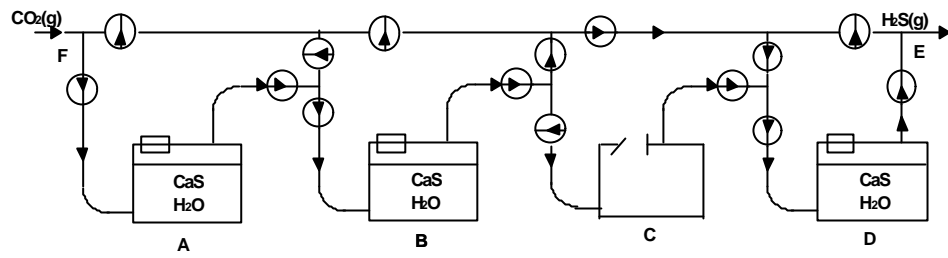 CO₂(g) H₂S(g)
F E
CaS CaS CaS
H₂O H₂O H₂O
A B C D